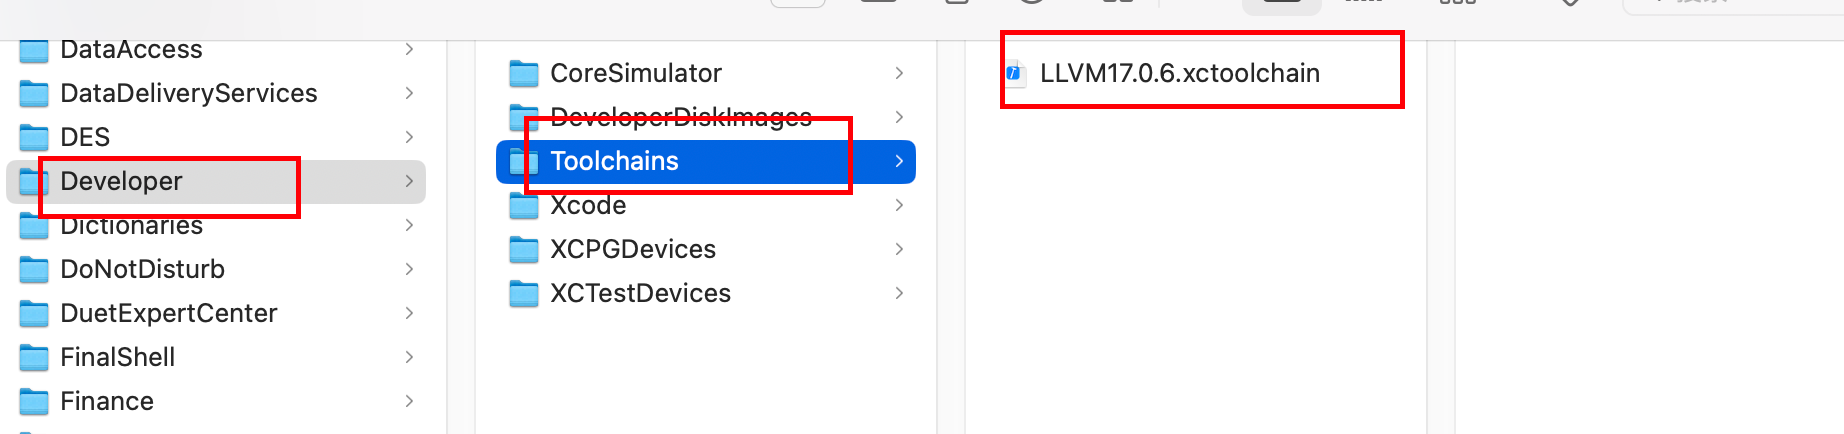 DataAccess
DataDeliveryServices
DES
Developer
Dictionaries
DoNotDisturb
DuetExpertCenter
FinalShell
Finance
CoreSimulator
DeveloperDiskImages
Toolchains
Xcode
XCPGDevices
XCTestDevices
LLVM17.0.6.xctoolchain